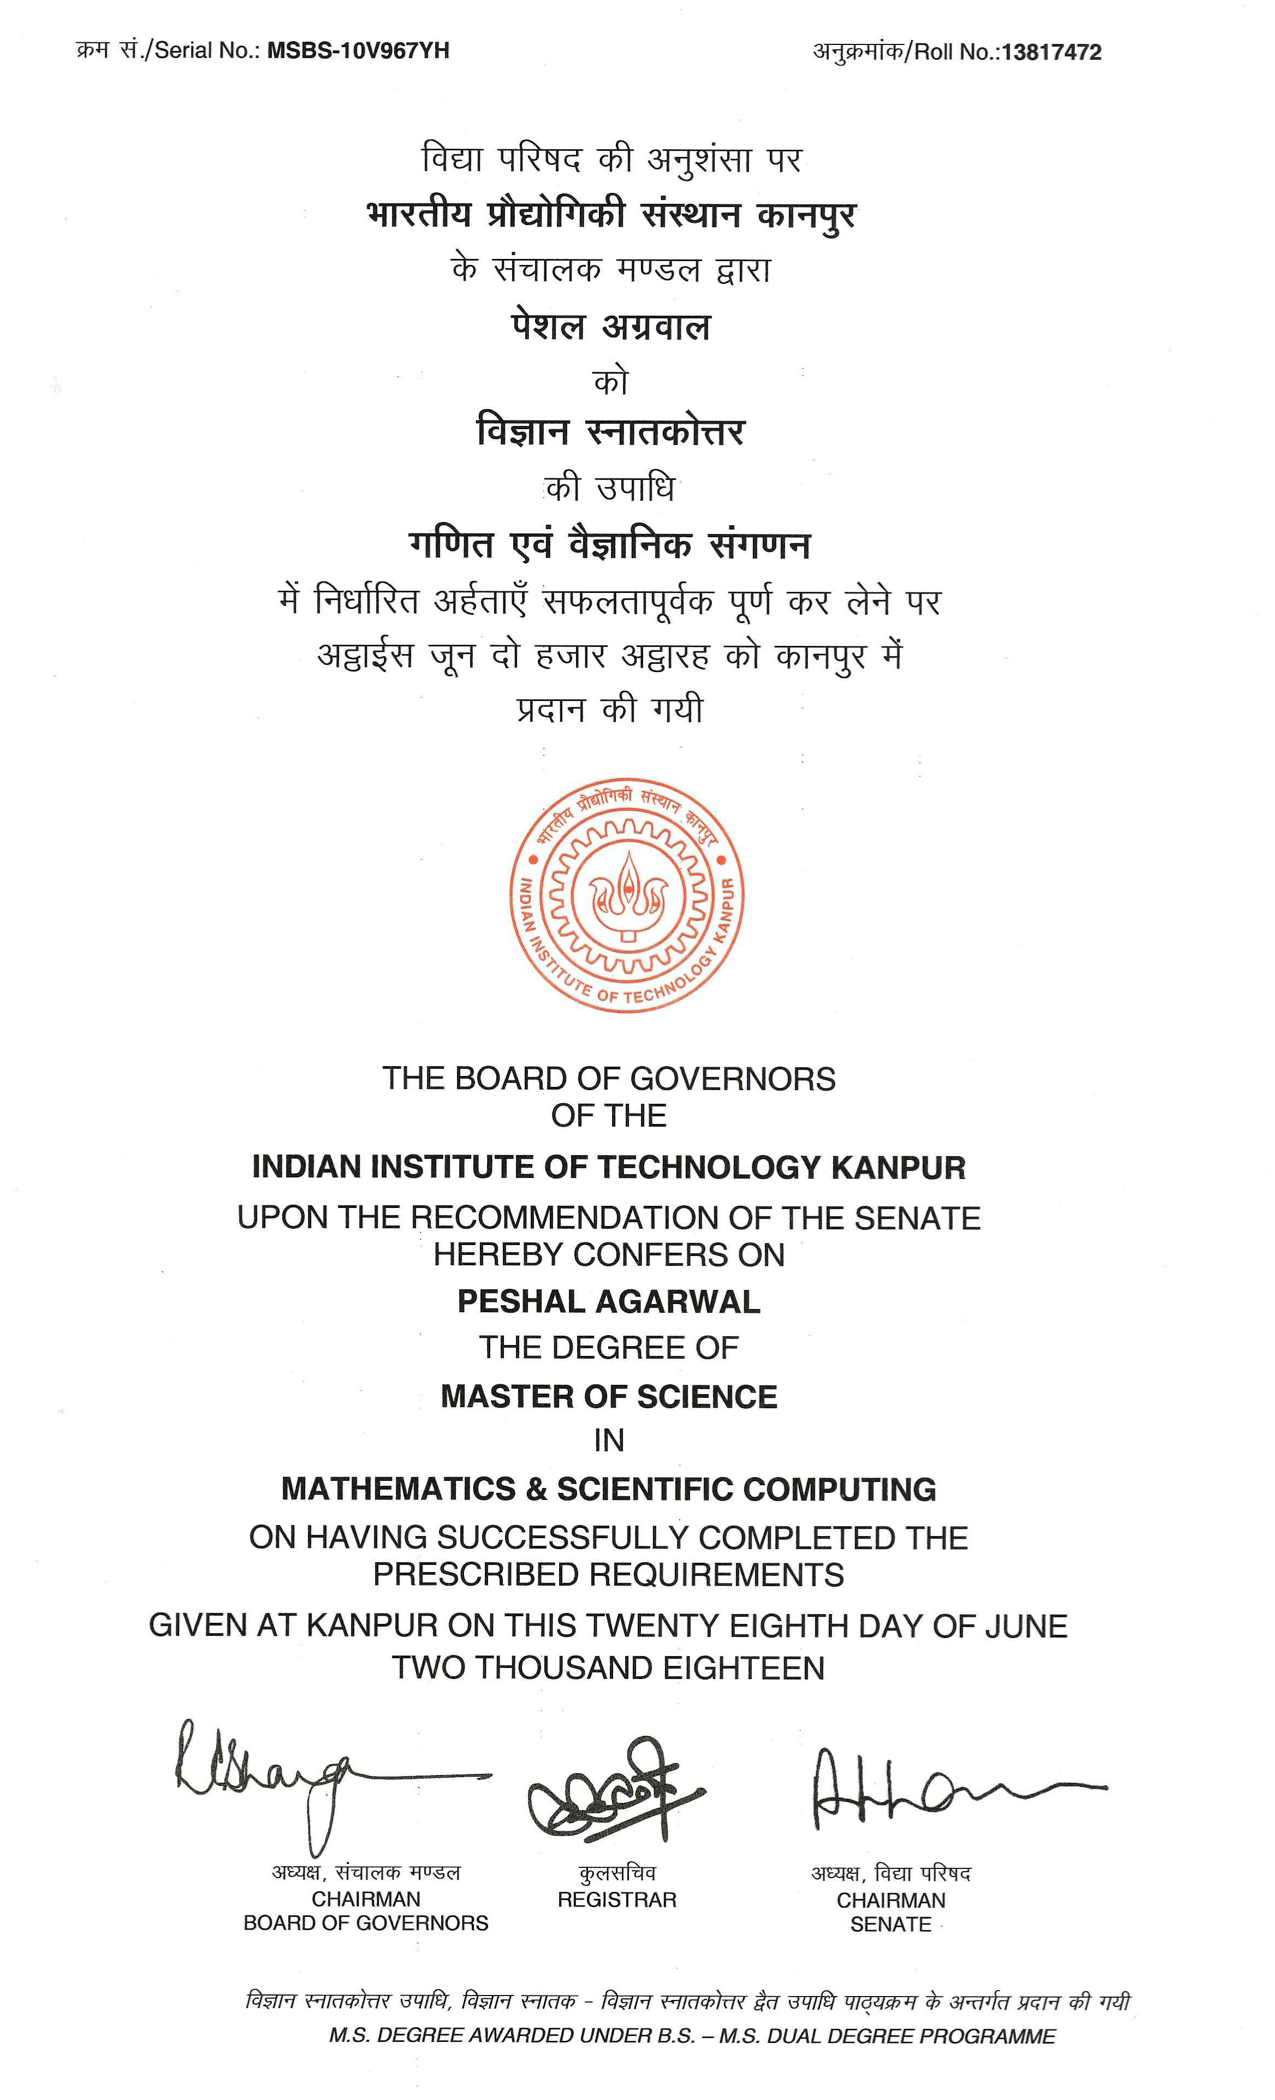 क्रम सं./Serial No.: MSBS-10V967YH
अनुक्रमांक/Roll No.:13817472
विद्या परिषद की अनुशंसा पर
भारतीय प्रौद्योगिकी संस्थान कानपुर
के संचालक मण्डल द्वारा
पेशल अग्रवाल
को
विज्ञान स्नातकोत्तर
की उपाधि
गणित एवं वैज्ञानिक संगणन
में निर्धारित अर्हताएँ सफलतापूर्वक पूर्ण कर लेने पर
अट्ठाईस जून दो हजार अट्ठारह को कानपुर में
प्रदान की गयी
भारतीय प्रौद्योगिकी संस्थान कानपुर
INDIAN INSTITUTE OF TECHNOLOGY KANPUR
THE BOARD OF GOVERNORS
OF THE
INDIAN INSTITUTE OF TECHNOLOGY KANPUR
UPON THE RECOMMENDATION OF THE SENATE
HEREBY CONFERS ON
PESHAL AGARWAL
THE DEGREE OF
MASTER OF SCIENCE
IN
MATHEMATICS & SCIENTIFIC COMPUTING
ON HAVING SUCCESSFULLY COMPLETED THE
PRESCRIBED REQUIREMENTS
GIVEN AT KANPUR ON THIS TWENTY EIGHTH DAY OF JUNE
TWO THOUSAND EIGHTEEN
अध्यक्ष, संचालक मण्डल
CHAIRMAN
BOARD OF GOVERNORS
कुलसचिव
REGISTRAR
अध्यक्ष, विद्या परिषद
CHAIRMAN
SENATE
विज्ञान स्नातकोत्तर उपाधि, विज्ञान स्नातक - विज्ञान स्नातकोत्तर द्वैत उपाधि पाठ्यक्रम के अन्तर्गत प्रदान की गयी
M.S. DEGREE AWARDED UNDER B.S. – M.S. DUAL DEGREE PROGRAMME